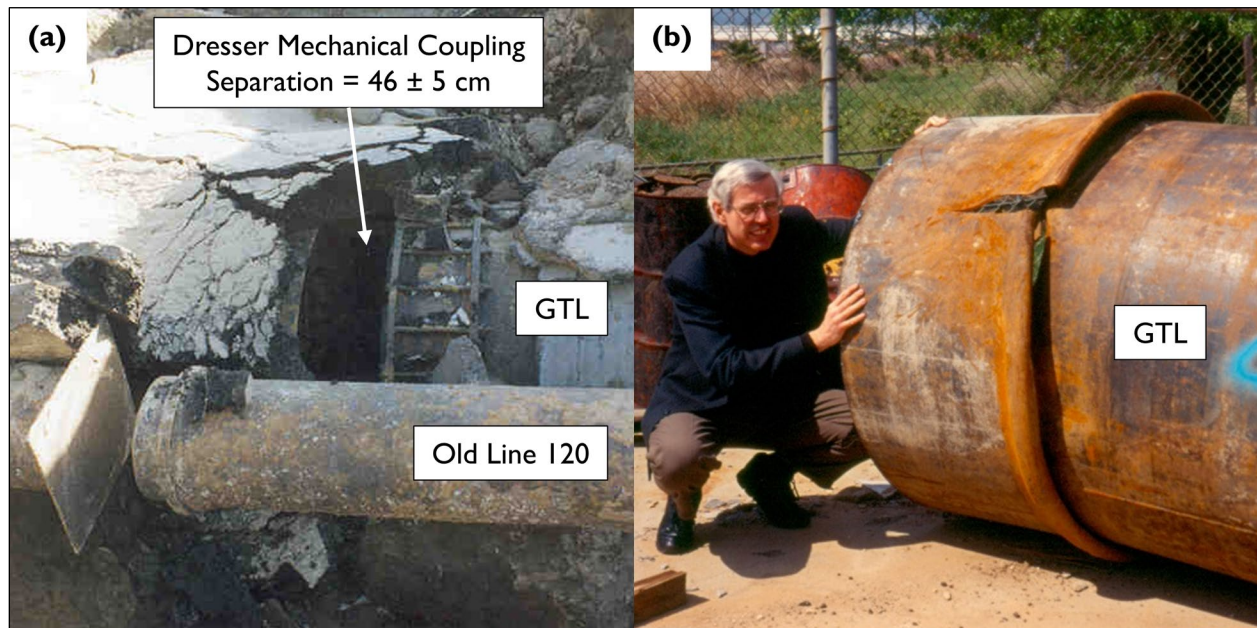 (a)
Dresser Mechanical Coupling
Separation = 46 ± 5 cm
GTL
Old Line 120
(b)
GTL